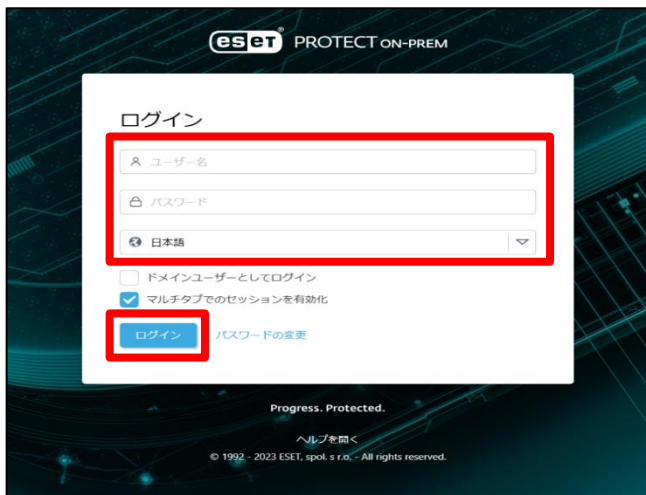 eset® PROTECT ON-PREM
ログイン
ユーザー名
パスワード
日本語
ドメインユーザーとしてログイン
マルチタブでのセッションを有効化
ログイン パスワードの変更
Progress. Protected.
ヘルプを開く
© 1992 - 2023 ESET, spol. s r.o. - All rights reserved.